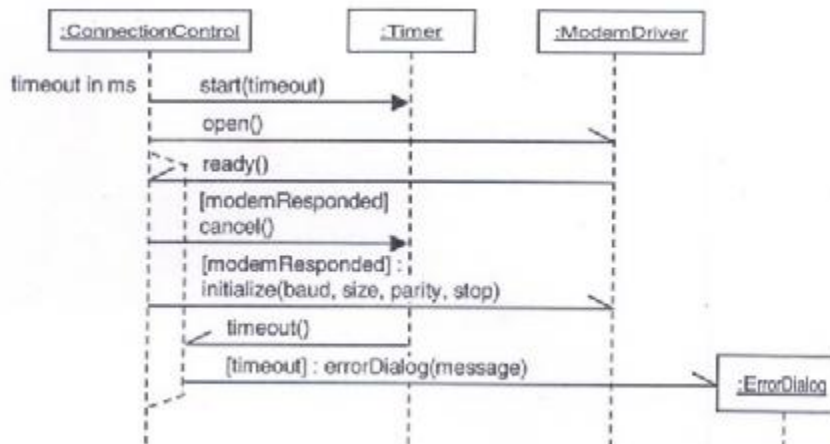 :ConnectionControl
:Timer
:ModemDriver
timeout in ms
start(timeout)
open()
ready()
[modemResponded]
cancel()
[modemResponded] :
initialize(baud, size, parity, stop)
timeout()
[timeout] : errorDialog(message)
:ErrorDialog